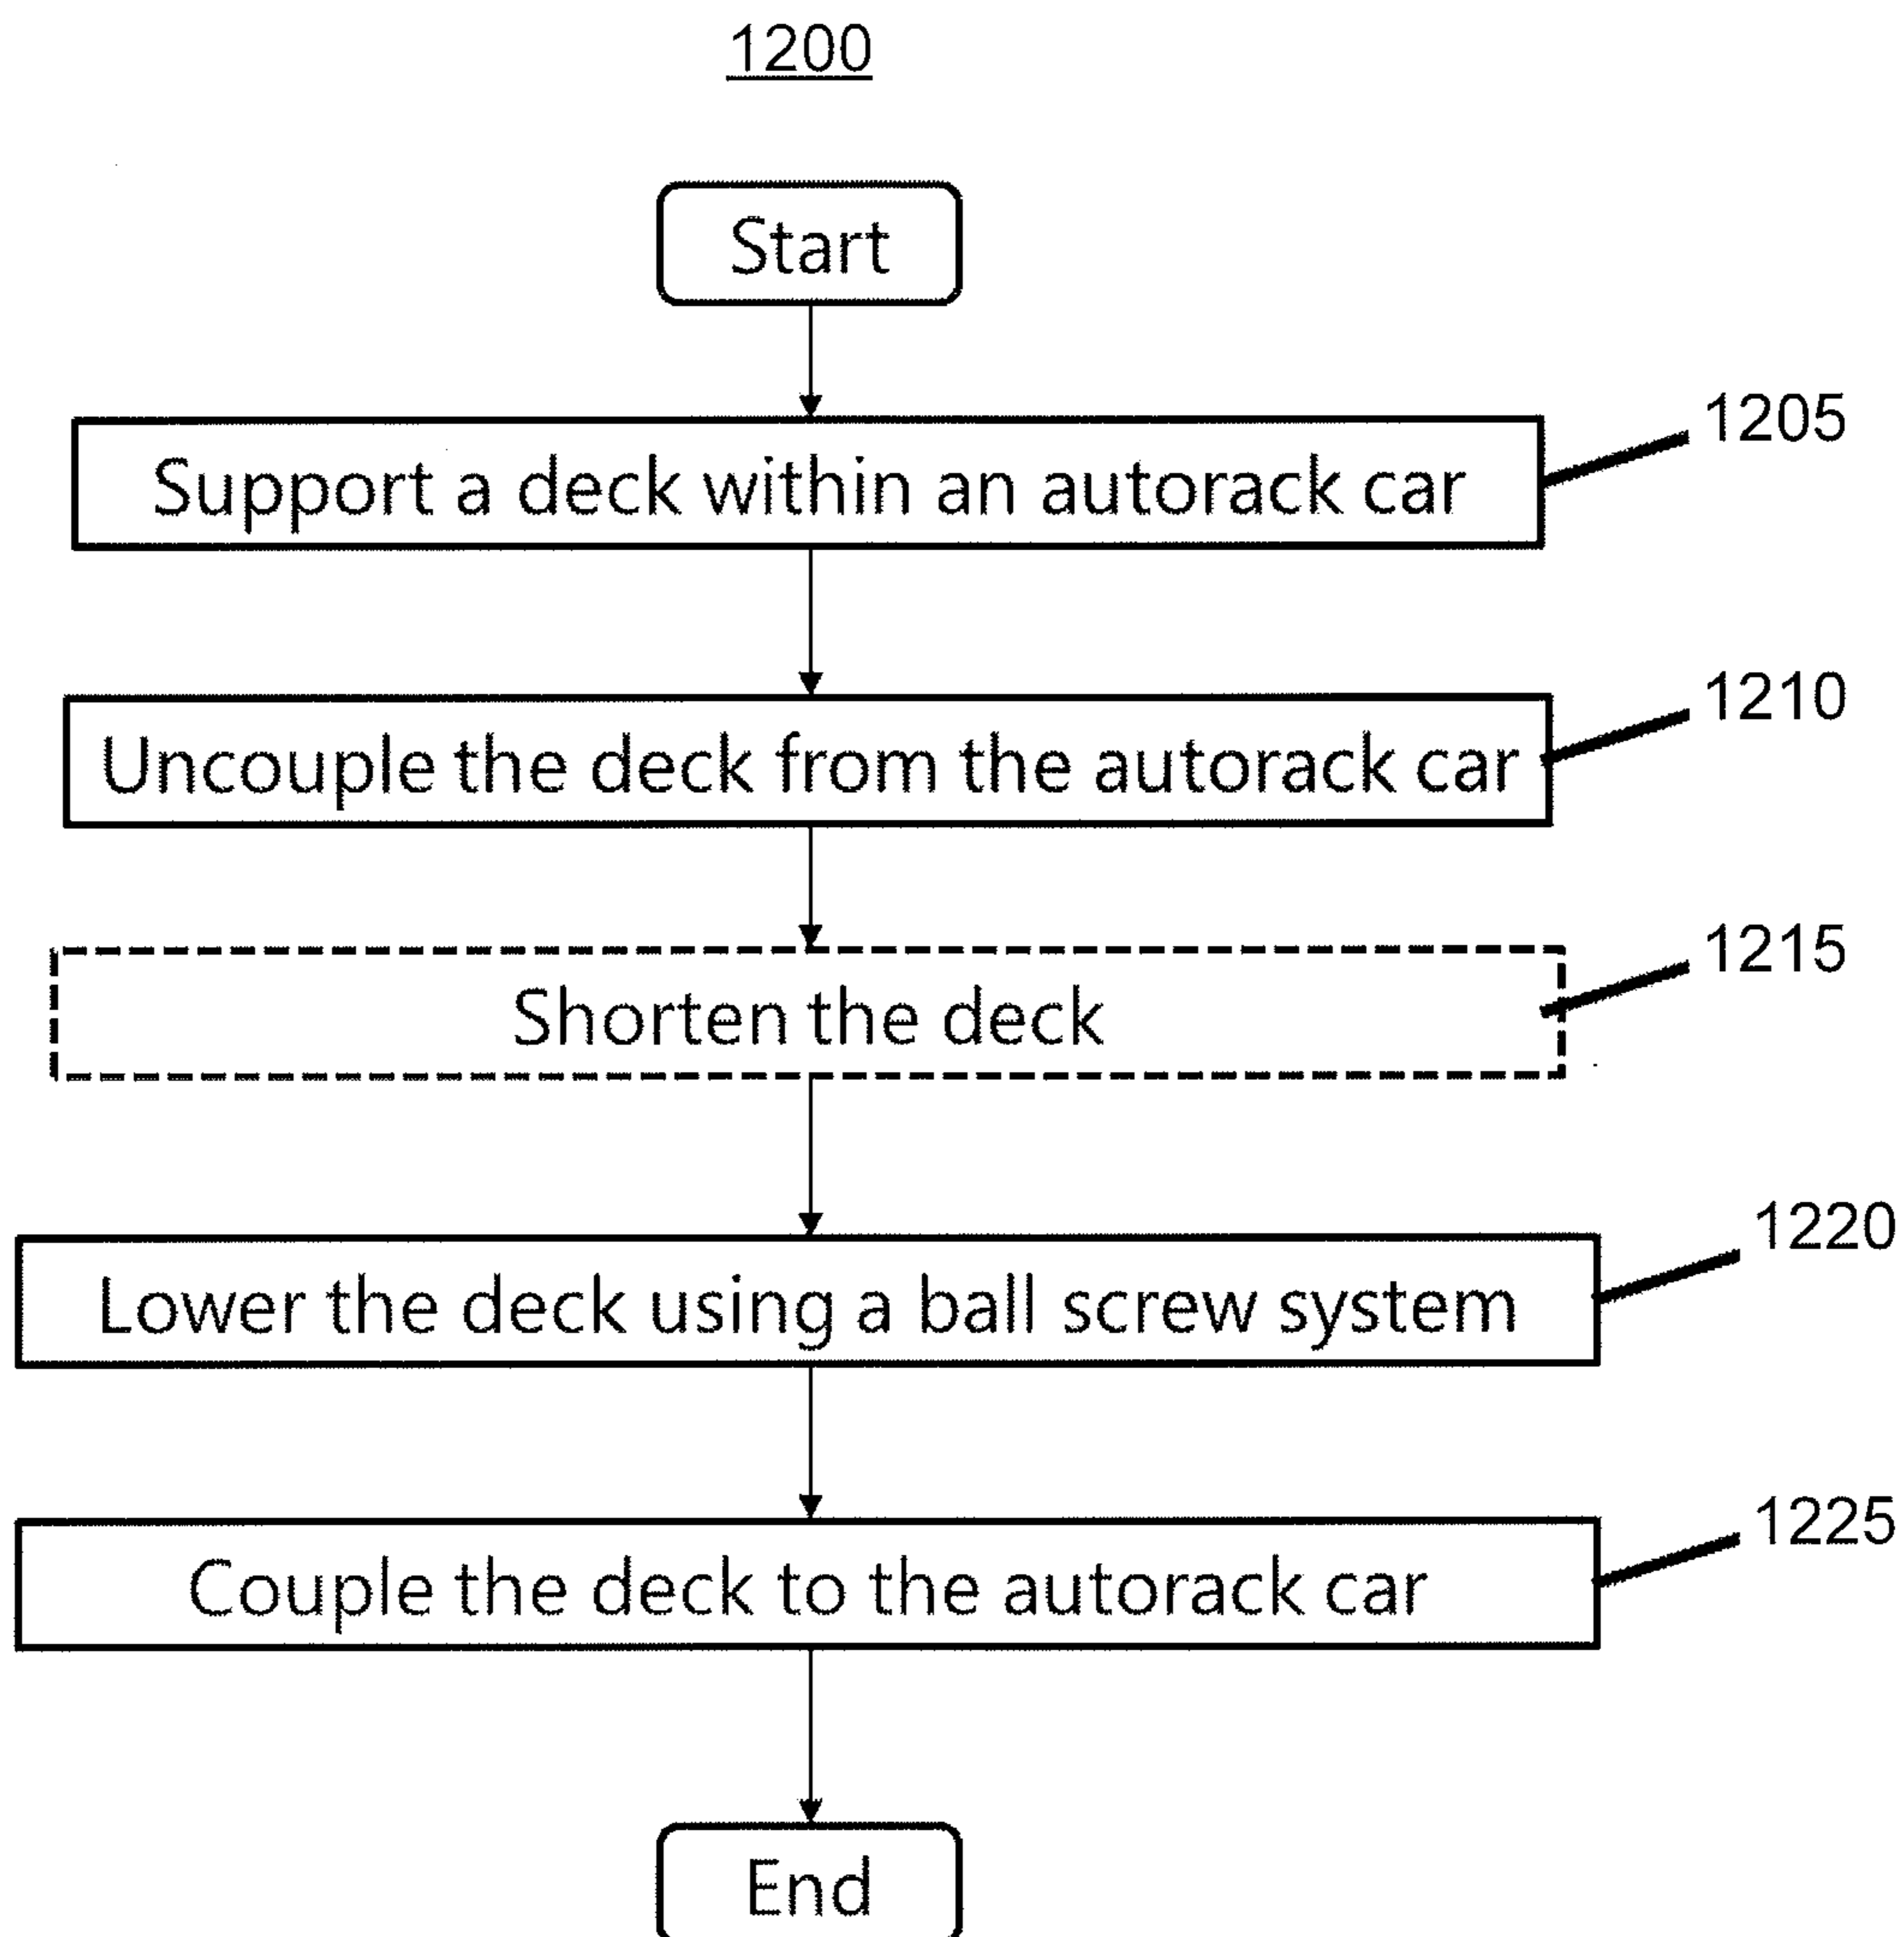 1200
Start
1205
Support a deck within an autorack car
1210
Uncouple the deck from the autorack car
1215
Shorten the deck
1220
Lower the deck using a ball screw system
1225
Couple the deck to the autorack car
End